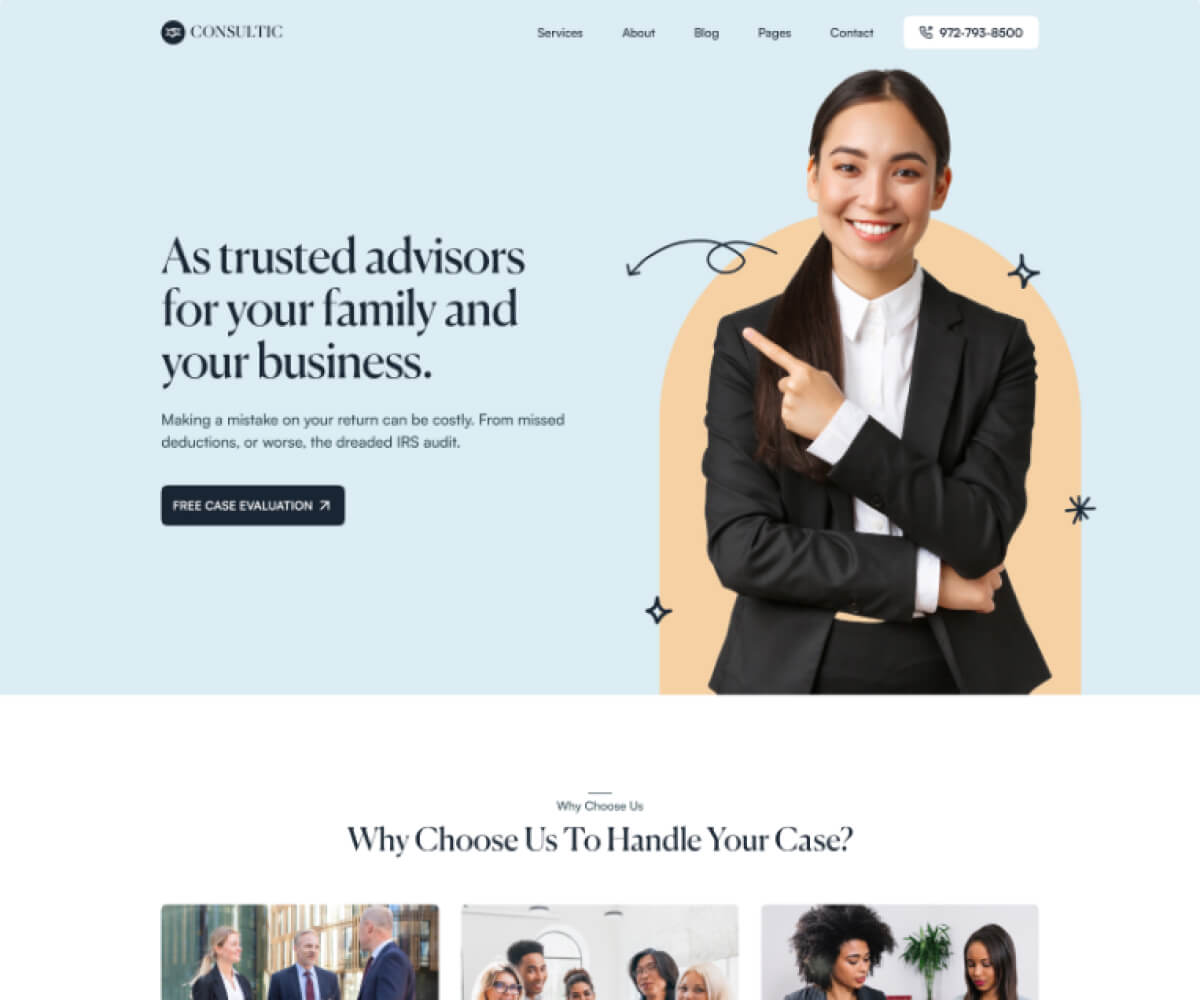 CONSULTIC
Services
About
Blog
Pages
Contact
972-793-8500
As trusted advisors
for your family and
your business.
Making a mistake on your return can be costly. From missed
deductions, or worse, the dreaded IRS audit.
FREE CASE EVALUATION
Why Choose Us
Why Choose Us To Handle Your Case?